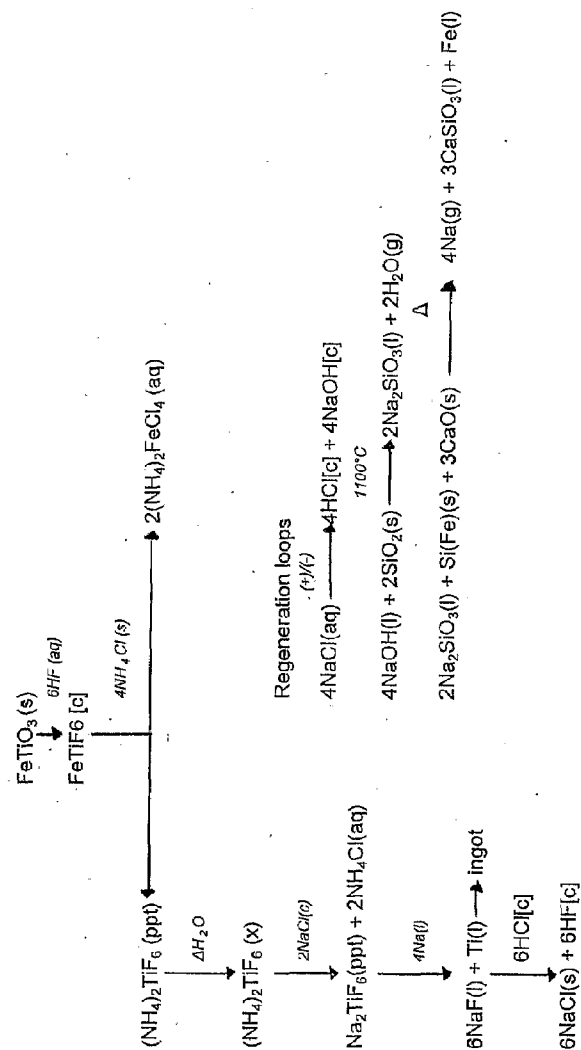 FeTiO₃ (s)
6HF (aq)
FeTiF6 [c]
4NH₄Cl (s)
(NH₄)₂TiF₆ (ppt)
2(NH₄)₂FeCl₄ (aq)
ΔH₂O
(NH₄)₂TiF₆ (x)
2NaCl(c)
Na₂TiF₆(ppt) + 2NH₄Cl(aq)
4Na(l)
6NaF(l) + Ti(l) → ingot
6HCl[c]
6NaCl(s) + 6HF[c]
Regeneration loops
(+)/(-)
4NaCl(aq) → 4HCl[c] + 4NaOH[c]
1100°C
4NaOH(l) + 2SiO₂(s) → 2Na₂SiO₃(l) + 2H₂O(g)
Δ
2Na₂SiO₃(l) + Si(Fe)(s) + 3CaO(s) → 4Na(g) + 3CaSiO₃(l) + Fe(l)